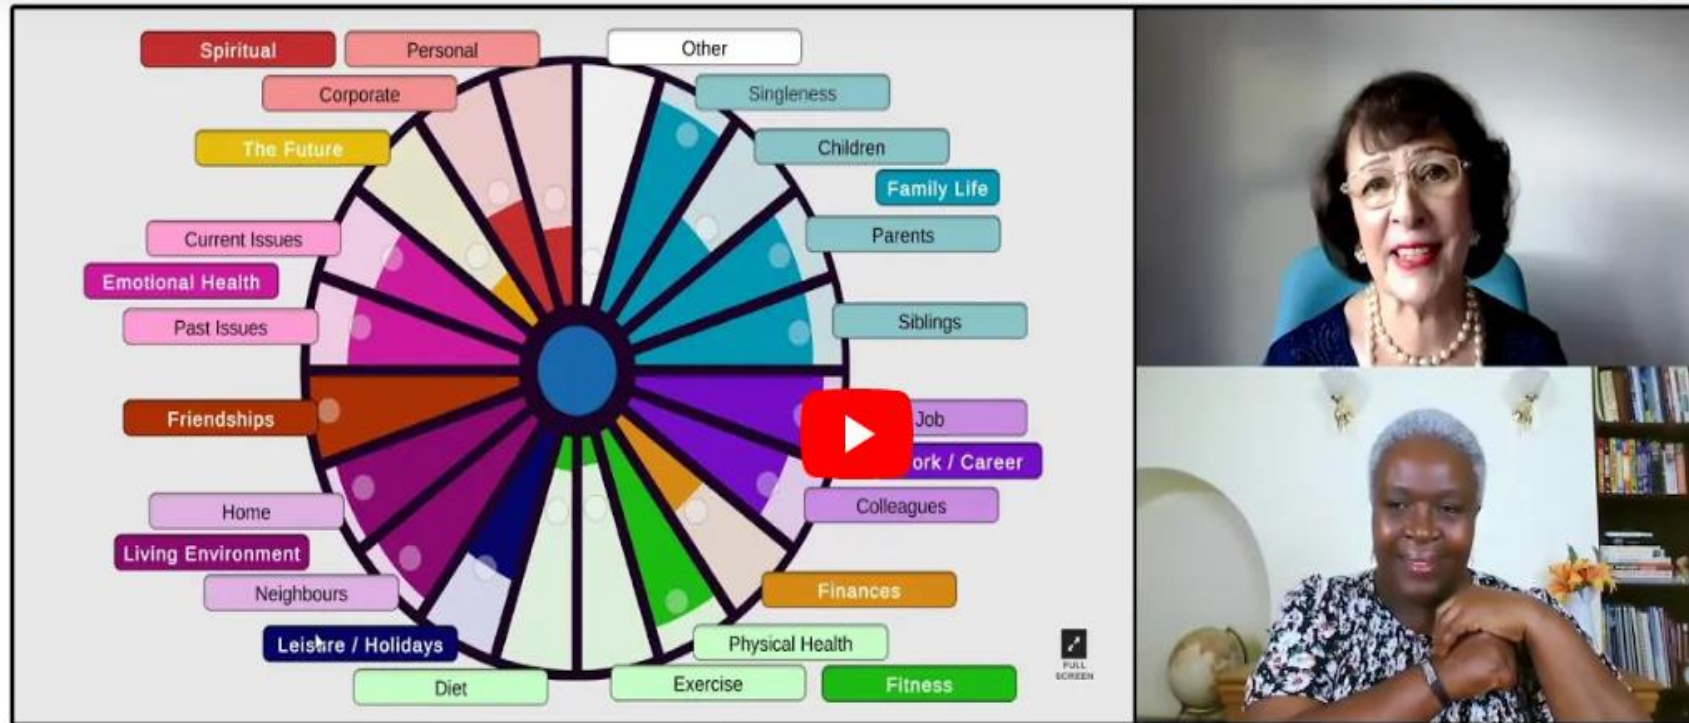 Spiritual
Personal
Other
Corporate
Singleness
The Future
Children
Family Life
Current Issues
Parents
Emotional Health
Past Issues
Siblings
Friendships
Job
ork / Career
Home
Colleagues
Living Environment
Neighbours
Finances
Leisure / Holidays
Physical Health
Diet
Exercise
Fitness
FULL
SCREEN